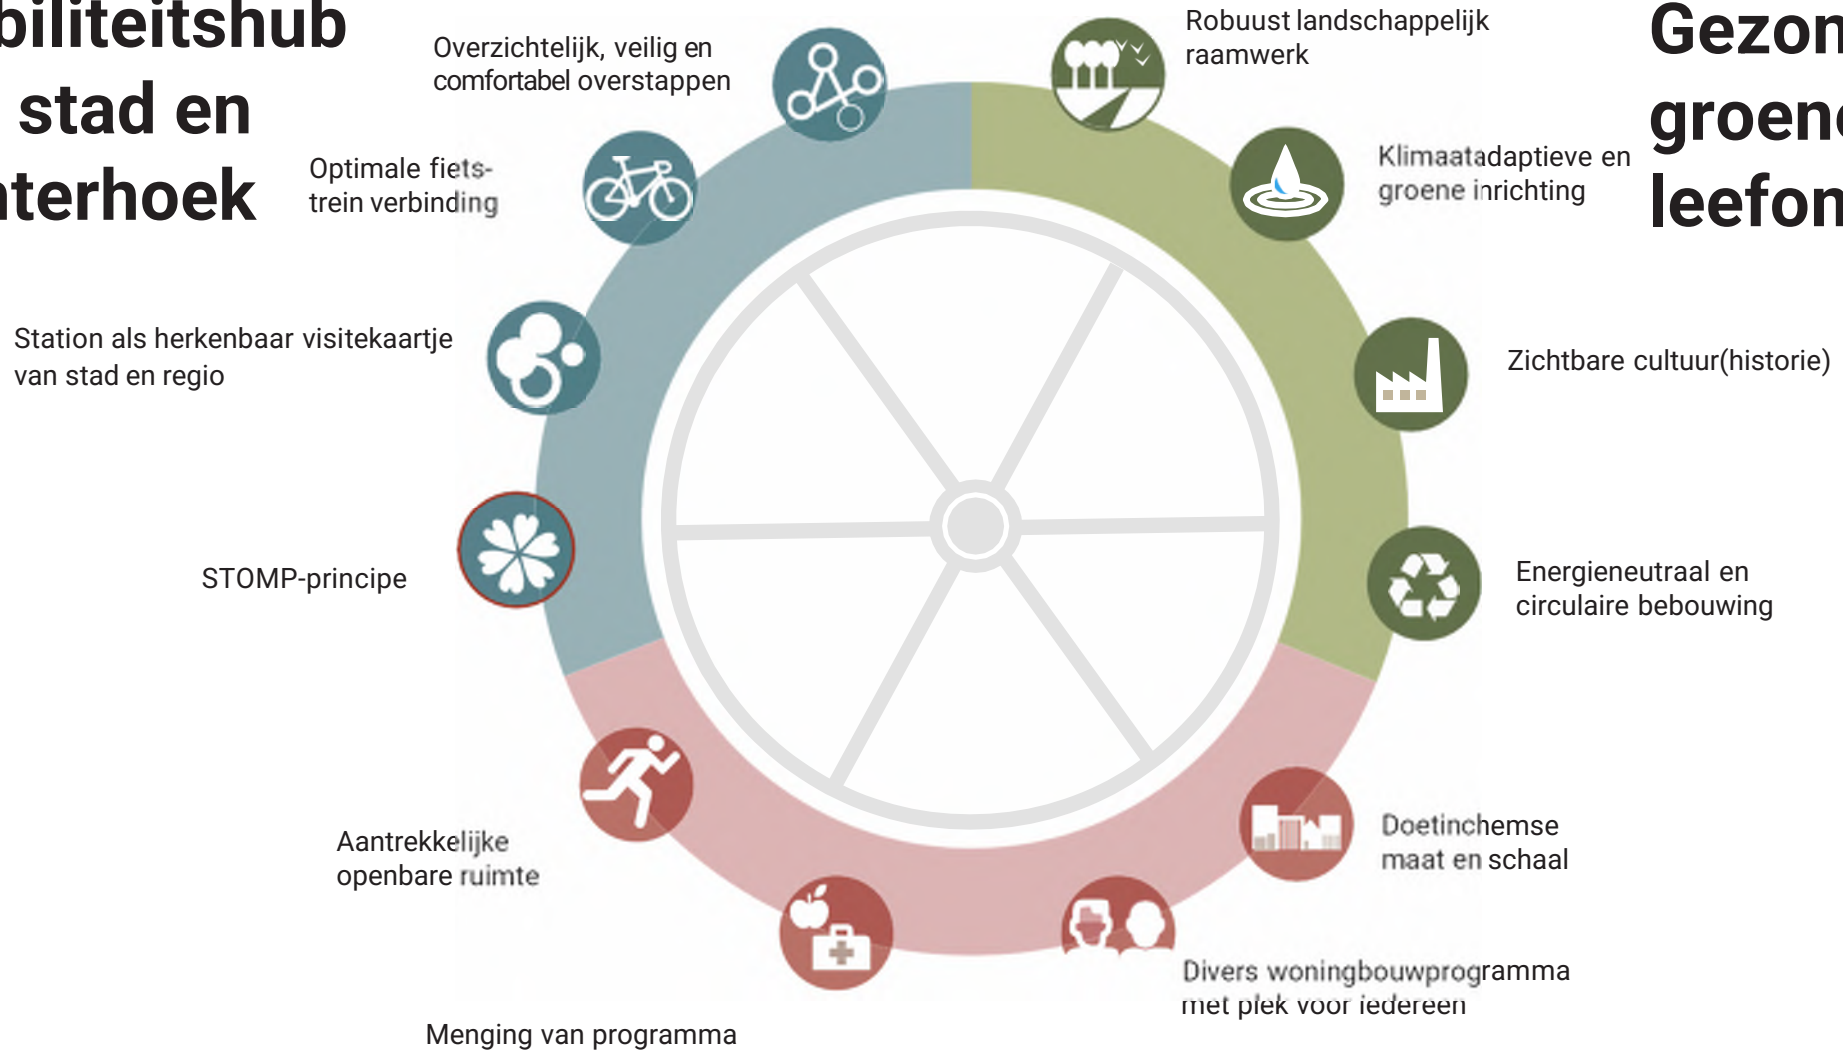 biliteitshub
stad en
nterhoek
Overzichtelijk, veilig en
comfortabel overstappen
Optimale fiets-
trein verbinding
Station als herkenbaar visitekaartje
van stad en regio
STOMP-principe
Aantrekkelijke
openbare ruimte
Menging van programma
Robuust landschappelijk
raamwerk
Gezon
groene
leefon
Klimaatadaptieve en
groene inrichting
Zichtbare cultuur(historie)
Energieneutraal en
circulaire bebouwing
Doetinchemse
maat en schaal
Divers woningbouwprogramma
met plek voor iedereen